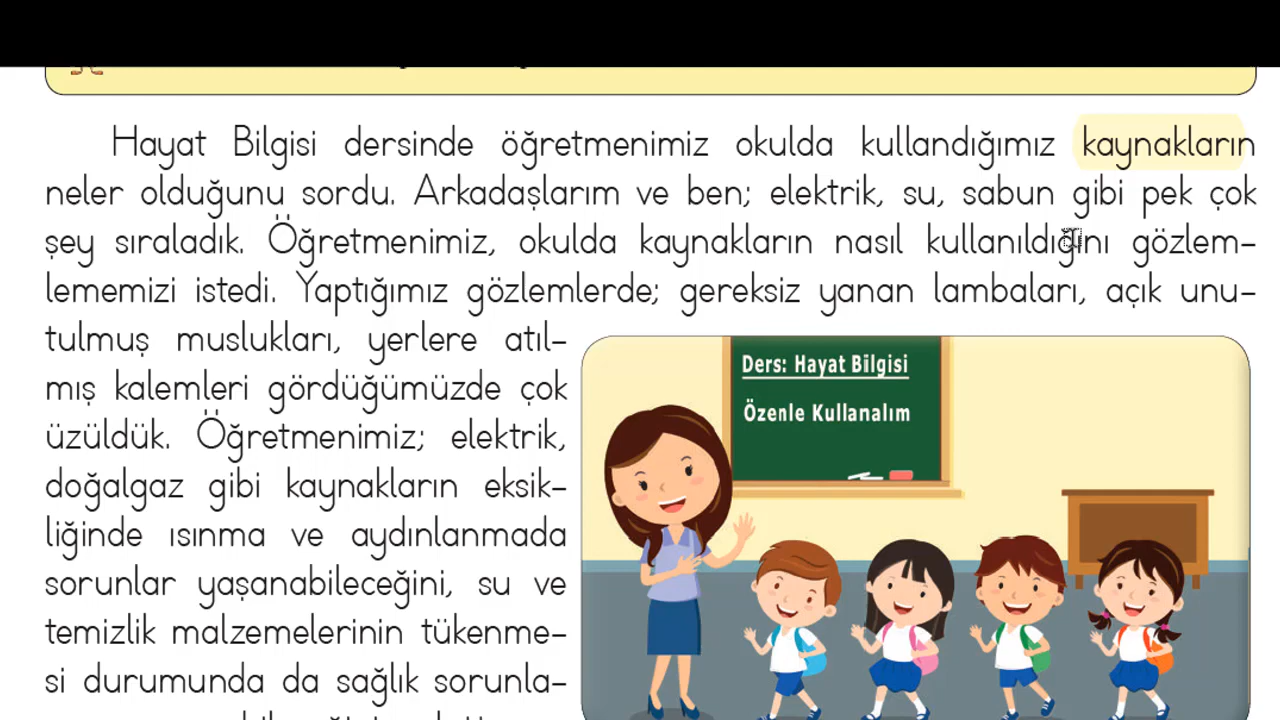 Hayat Bilgisi dersinde öğretmenimiz okulda kullandığımız kaynakların
neler olduğunu sordu. Arkadaşlarım ve ben; elektrik, su, sabun gibi pek çok
şey sıraladık. Öğretmenimiz, okulda kaynakların nasıl kullanıldığını gözlem-
lememizi istedi. Yaptığımız gözlemlerde; gereksiz yanan lambaları, açık unu-
tulmuş muslukları, yerlere atıl-
mış kalemleri gördüğümüzde çok
üzüldük. Öğretmenimiz; elektrik,
doğalgaz gibi kaynakların eksik-
liğinde ısınma ve aydınlanmada
sorunlar yaşanabileceğini, su ve
temizlik malzemelerinin tükenme-
si durumunda da sağlık sorunla-
Ders: Hayat Bilgisi
Özenle Kullanalım